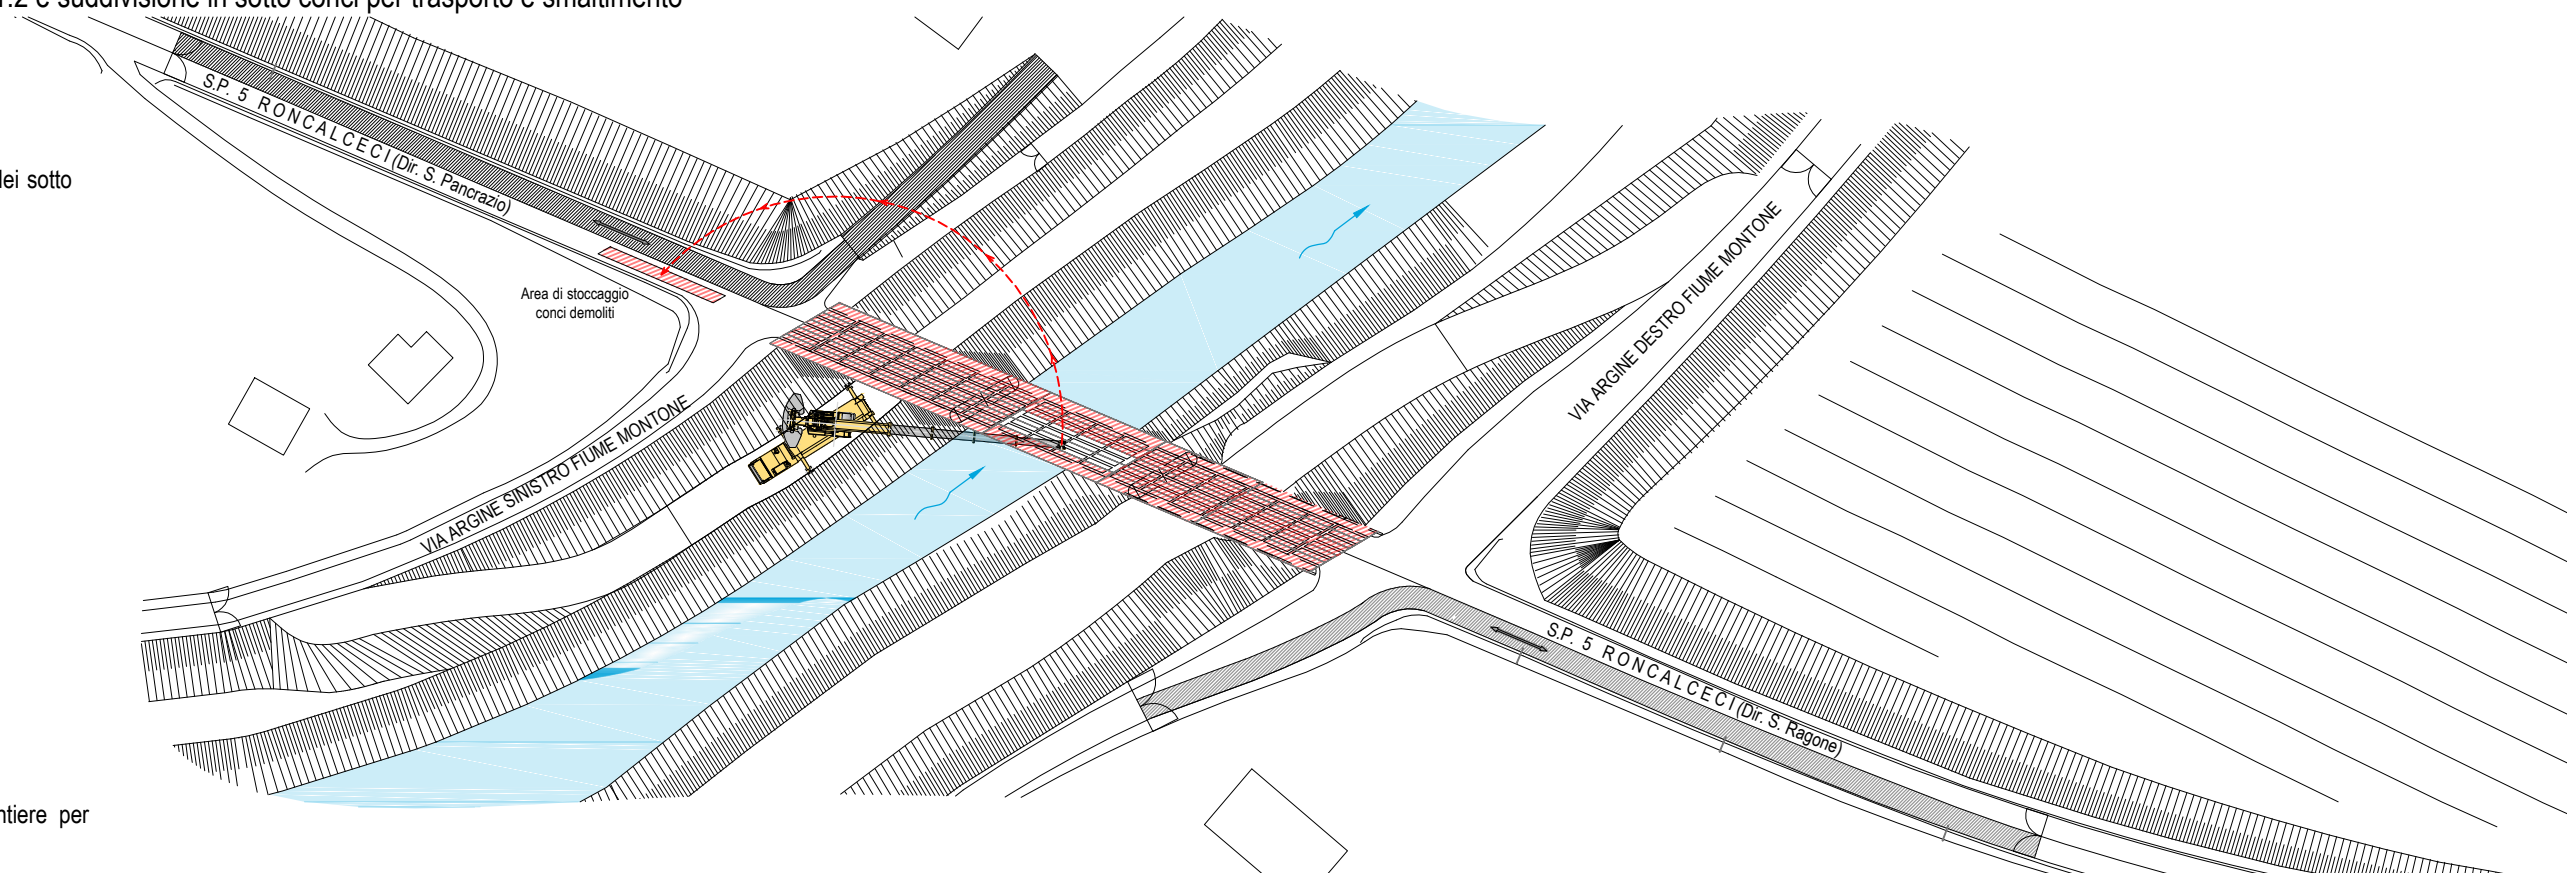 .2 e suddivisione in sotto conci per trasporto e smaltimento
S.P. 5 RONCALCECI (Dir. S. Pancrazio)
dei sotto
Area di stoccaggio
conci demoliti
VIA ARGINE DESTRO FIUME MONTONE
VIA ARGINE SINISTRO FIUME MONTONE
S.P. 5 RONCALCECI (Dir. S. Ragone)
ntiere per